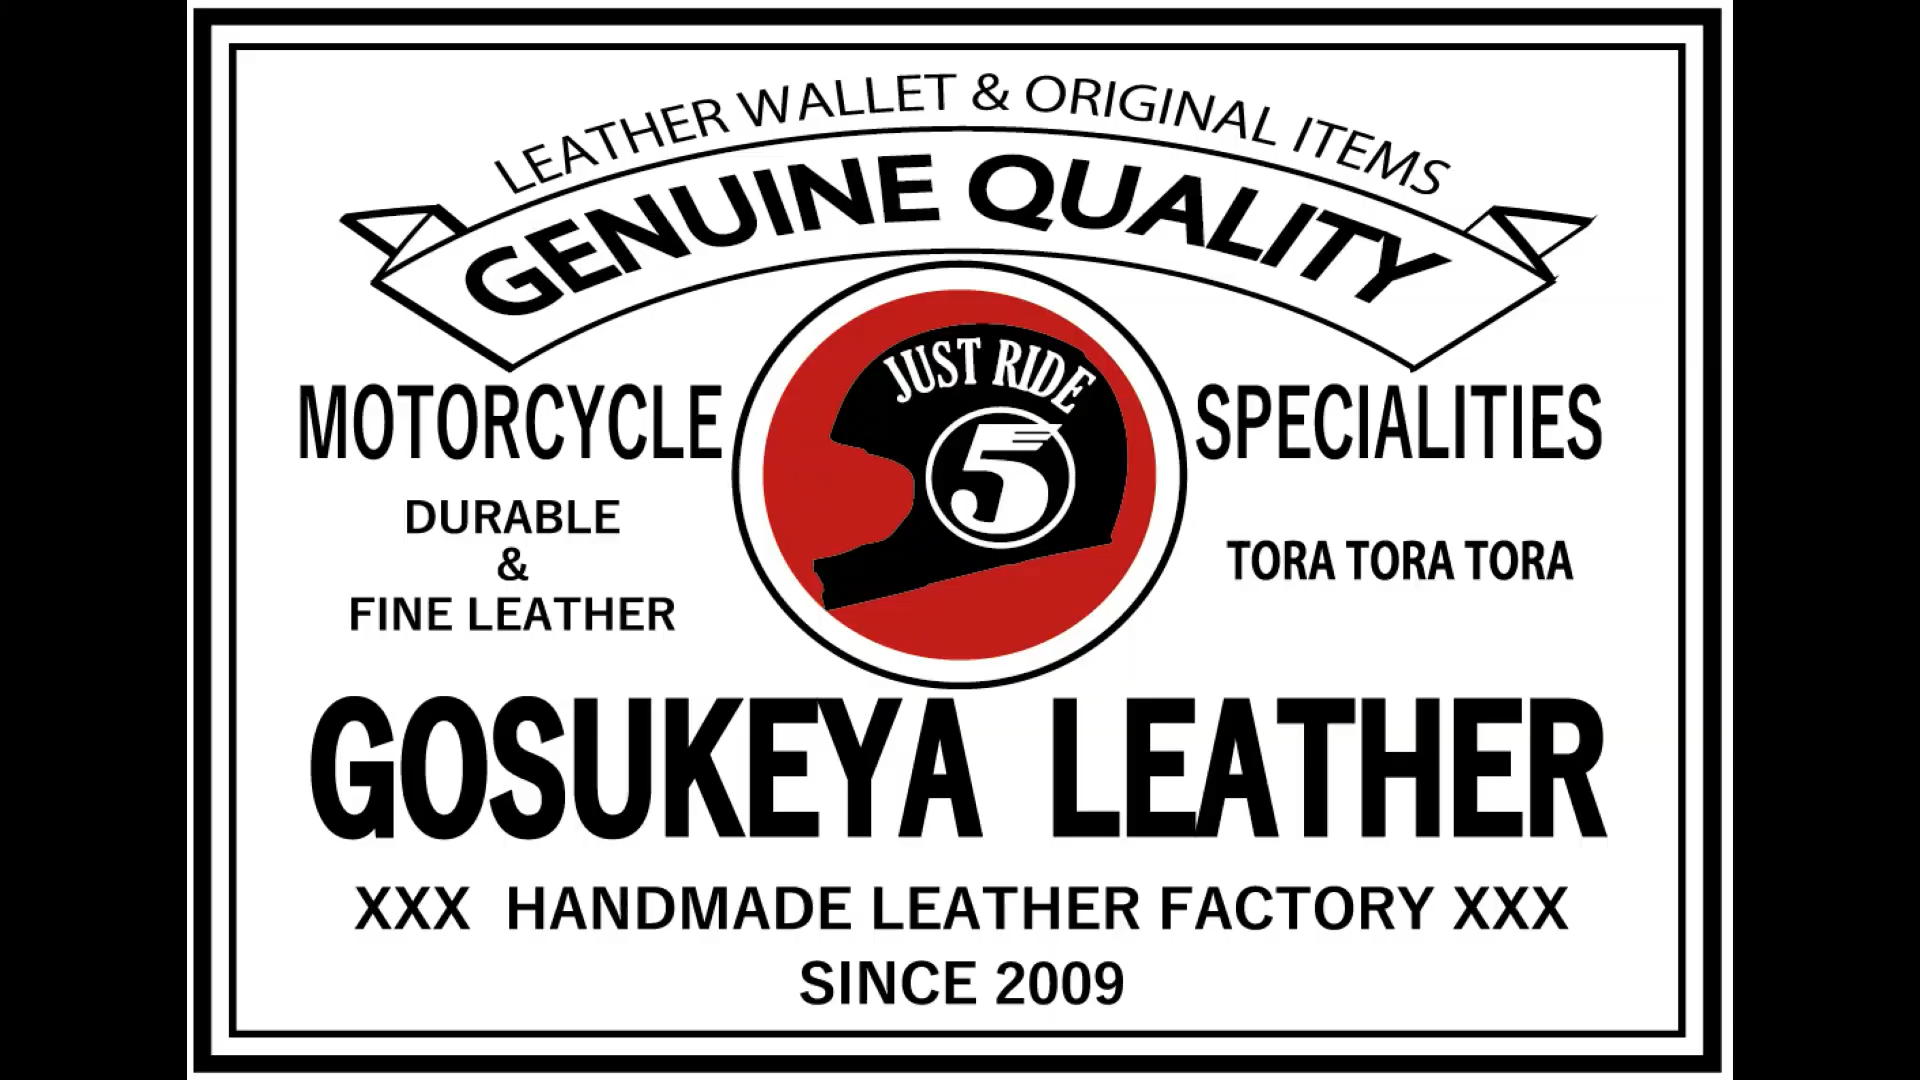 LEATHER WALLET & ORIGINAL ITEMS
GENUINE QUALITY
JUST RIDE
5
MOTORCYCLE
SPECIALITIES
DURABLE
&
FINE LEATHER
TORA TORA TORA
GOSUKEYA LEATHER
XXX HANDMADE LEATHER FACTORY XXX
SINCE 2009